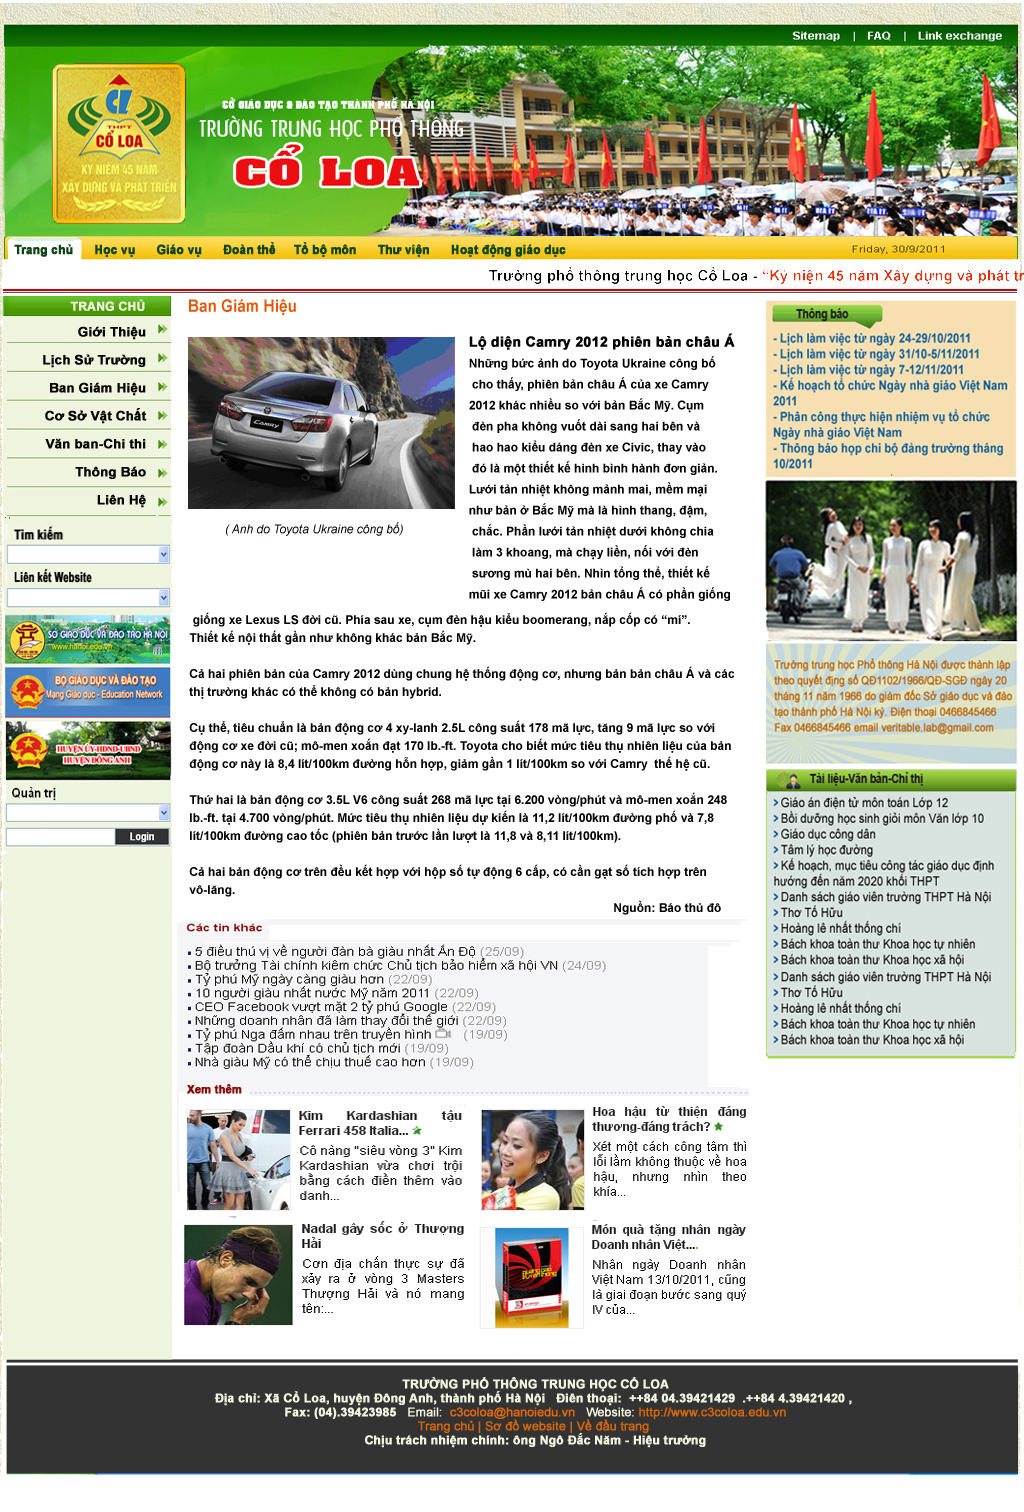 Sitemap | FAQ | Link exchange
THPT
CỔ LOA
KỶ NIỆM 45 NĂM
XÂY DỰNG VÀ PHÁT TRIỂN
SỞ GIÁO DỤC & ĐÀO TẠO THÀNH PHỐ HÀ NỘI
TRƯỜNG TRUNG HỌC PHỔ THÔNG
CỔ LOA
Trang chủ Học vụ Giáo vụ Đoàn thể Tổ bộ môn Thư viện Hoạt động giáo dục Friday, 30/9/2011
Trường phổ thông trung học Cổ Loa - “Kỷ niện 45 năm Xây dựng và phát tr
TRANG CHỦ
Giới Thiệu
Lịch Sử Trường
Ban Giám Hiệu
Cơ Sở Vật Chất
Văn ban-Chi thi
Thông Báo
Liên Hệ
Tìm kiếm
Liên kết Website
SỞ GIÁO DỤC VÀ ĐÀO TẠO HÀ NỘI
www.hanoi.edu.vn
BỘ GIÁO DỤC VÀ ĐÀO TẠO
Mạng Giáo dục - Education Network
HUYỆN ỦY-HĐND-UBND
HUYỆN ĐÔNG ANH
Quản trị
Login
Ban Giám Hiệu
( Anh do Toyota Ukraine công bố)
Lộ diện Camry 2012 phiên bản châu Á
Những bức ảnh do Toyota Ukraine công bố
cho thấy, phiên bản châu Á của xe Camry
2012 khác nhiều so với bản Bắc Mỹ. Cụm
đèn pha không vuốt dài sang hai bên và
hao hao kiểu dáng đèn xe Civic, thay vào
đó là một thiết kế hình bình hành đơn giản.
Lưới tản nhiệt không mảnh mai, mềm mại
như bản ở Bắc Mỹ mà là hình thang, đậm,
chắc. Phần lưới tản nhiệt dưới không chia
làm 3 khoang, mà chạy liền, nối với đèn
sương mù hai bên. Nhìn tổng thể, thiết kế
mũi xe Camry 2012 bản châu Á có phần giống
giống xe Lexus LS đời cũ. Phía sau xe, cụm đèn hậu kiểu boomerang, nắp cốp có “mí”.
Thiết kế nội thất gần như không khác bản Bắc Mỹ.
Cả hai phiên bản của Camry 2012 dùng chung hệ thống động cơ, nhưng bản bản châu Á và các
thị trường khác có thể không có bản hybrid.
Cụ thể, tiêu chuẩn là bản động cơ 4 xy-lanh 2.5L công suất 178 mã lực, tăng 9 mã lực so với
động cơ xe đời cũ; mô-men xoắn đạt 170 lb.-ft. Toyota cho biết mức tiêu thụ nhiên liệu của bản
động cơ này là 8,4 lít/100km đường hỗn hợp, giảm gần 1 lít/100km so với Camry thế hệ cũ.
Thứ hai là bản động cơ 3.5L V6 công suất 268 mã lực tại 6.200 vòng/phút và mô-men xoắn 248
lb.-ft. tại 4.700 vòng/phút. Mức tiêu thụ nhiên liệu dự kiến là 11,2 lít/100km đường phố và 7,8
lít/100km đường cao tốc (phiên bản trước lần lượt là 11,8 và 8,11 lít/100km).
Cả hai bản động cơ trên đều kết hợp với hộp số tự động 6 cấp, có cần gạt số tích hợp trên
vô-lăng.
Nguồn: Báo thủ đô
Các tin khác
5 điều thú vị về người đàn bà giàu nhất Ấn Độ (25/09)
Bộ trưởng Tài chính kiêm chức Chủ tịch bảo hiểm xã hội VN (24/09)
Tỷ phú Mỹ ngày càng giàu hơn (22/09)
10 người giàu nhất nước Mỹ năm 2011 (22/09)
CEO Facebook vượt mặt 2 tỷ phú Google (22/09)
Những doanh nhân đã làm thay đổi thế giới (22/09)
Tỷ phú Nga đấm nhau trên truyền hình (19/09)
Tập đoàn Dầu khí có chủ tịch mới (19/09)
Nhà giàu Mỹ có thể chịu thuế cao hơn (19/09)
Xem thêm
Kim Kardashian tậu
Ferrari 458 Italia...
Cô nàng "siêu vòng 3" Kim
Kardashian vừa chơi trội
bằng cách điền thêm vào
danh...
Hoa hậu từ thiện đáng
thương-đáng trách?
Xét một cách công tâm thì
lỗi lầm không thuộc về hoa
hậu, nhưng nhìn theo
khía...
Nadal gây sốc ở Thượng
Hải
Cơn địa chấn thực sự đã
xảy ra ở vòng 3 Masters
Thượng Hải và nó mang
tên:...
Món quà tặng nhân ngày
Doanh nhân Việt....
Nhân ngày Doanh nhân
Việt Nam 13/10/2011, cũng
là giai đoạn bước sang quý
IV của...
Thông báo
- Lịch làm việc từ ngày 24-29/10/2011
- Lịch làm việc từ ngày 31/10-5/11/2011
- Lịch làm việc từ ngày 7-12/11/2011
- Kế hoạch tổ chức Ngày nhà giáo Việt Nam
2011
- Phân công thực hiện nhiệm vụ tổ chức
Ngày nhà giáo Việt Nam
- Thông báo họp chi bộ đảng trường tháng
10/2011
Trường trung học Phổ thông Hà Nội được thành lập
theo quyết định số QĐ1102/1966/QĐ-SGĐ ngày 20
tháng 11 năm 1966 do giám đốc Sở giáo dục và đào
tạo thành phố Hà Nội ký. Điện thoại 0466845466
Fax 0466845466 email veritable.lab@gmail.com
Tài liệu-Văn bản-Chỉ thị
Giáo án điện tử môn toán Lớp 12
Bồi dưỡng học sinh giỏi môn Văn lớp 10
Giáo dục công dân
Tâm lý học đường
Kế hoạch, mục tiêu công tác giáo dục định
hướng đến năm 2020 khối THPT
Danh sách giáo viên trường THPT Hà Nội
Thơ Tố Hữu
Hoàng lê nhất thống chí
Bách khoa toàn thư Khoa học tự nhiên
Bách khoa toàn thư Khoa học xã hội
Danh sách giáo viên trường THPT Hà Nội
Thơ Tố Hữu
Hoàng lê nhất thống chí
Bách khoa toàn thư Khoa học tự nhiên
Bách khoa toàn thư Khoa học xã hội
TRƯỜNG PHỔ THÔNG TRUNG HỌC CỔ LOA
Địa chỉ: Xã Cổ Loa, huyện Đông Anh, thành phố Hà Nội Điên thoại: ++84 04.39421429 .++84 4.39421420 ,
Fax: (04).39423985 Email: c3coloa@hanoiedu.vn Website: http://www.c3coloa.edu.vn
Trang chủ | Sơ đồ website | Về đầu trang
Chịu trách nhiệm chính: ông Ngô Đắc Năm - Hiệu trưởng